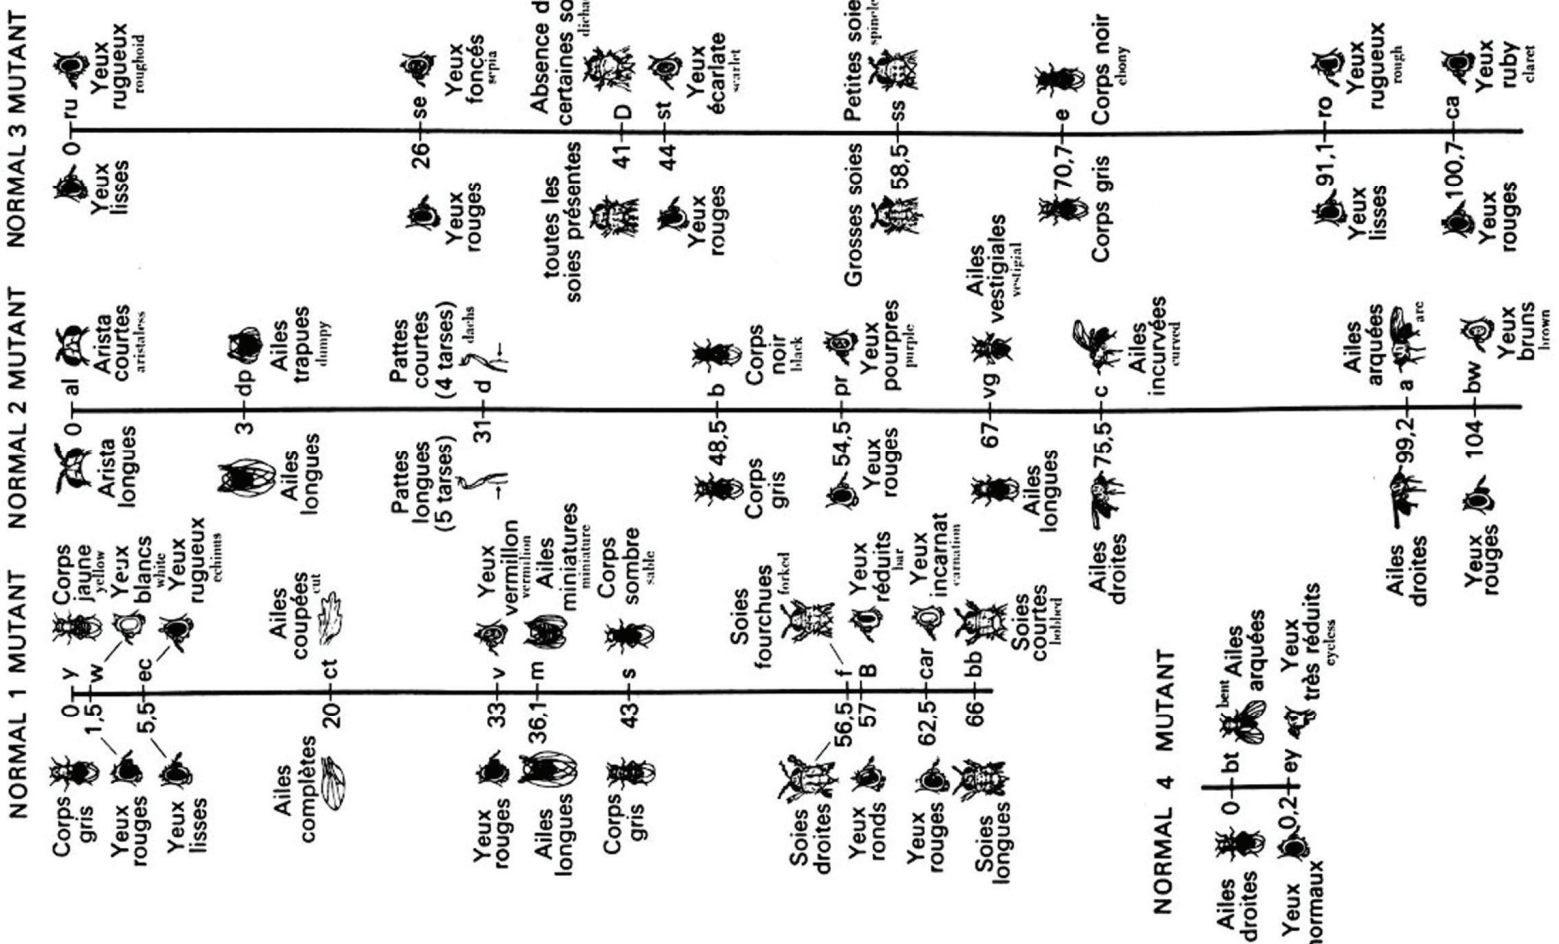 NORMAL 1 MUTANT
Corps
gris
0
y
Corps
jaune
yellow
Yeux
rouges
1,5
w
Yeux
blancs
white
Yeux
lisses
5,5
ec
Yeux
rugueux
echinus
Ailes
complètes
20
ct
Ailes
coupées
cut
Yeux
rouges
33
v
Yeux
vermillon
vermilion
Ailes
longues
36,1
m
Ailes
miniatures
miniature
Corps
gris
43
s
Corps
sombre
sable
Soies
droites
56,5
f
Soies
fourchues
forked
Yeux
ronds
57
B
Yeux
réduits
bar
Yeux
rouges
62,5
car
Yeux
incarnat
carnation
Soies
longues
66
bb
Soies
courtes
bobbed
NORMAL 2 MUTANT
Arista
longues
0
al
Arista
courtes
aristaless
Ailes
longues
3
dp
Ailes
trapues
dumpy
Pattes
longues
(5 tarses)
31
d
Pattes
courtes
(4 tarses)
dachs
Corps
gris
48,5
b
Corps
noir
black
Yeux
rouges
54,5
pr
Yeux
pourpres
purple
Ailes
longues
67
vg
Ailes
vestigiales
vestigial
Ailes
droites
75,5
c
Ailes
incurvées
curved
Ailes
droites
99,2
a
Ailes
arquées
arc
Yeux
rouges
104
bw
Yeux
bruns
brown
NORMAL 3 MUTANT
Yeux
lisses
0
ru
Yeux
rugueux
roughoid
Yeux
rouges
26
se
Yeux
foncés
sepia
toutes les
soies présentes
41
D
Absence
certaines
Yeux
rouges
44
st
Yeux
écarlate
scarlet
Grosses soies
58,5
ss
Petites
Corps gris
70,7
e
Corps noir
ebony
Yeux
lisses
91,1
ro
Yeux
rugueux
rough
Yeux
rouges
100,7
ca
Yeux
ruby
claret
NORMAL 4 MUTANT
Ailes
droites
0
bt
bent
Ailes
arquées
Yeux
normaux
0,2
ey
Yeux
très réduits
eyeless